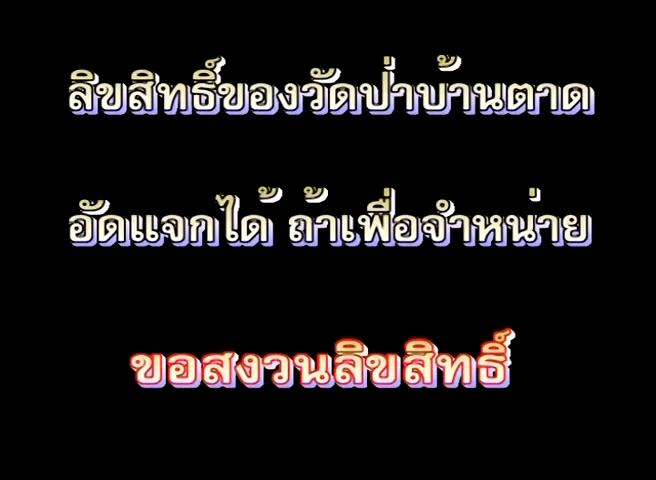 ลิขสิทธิ์ของวัดป่าบ้านตาด
อัดแจกได้ ถ้าเพื่อจำหน่าย
ขอสงวนลิขสิทธิ์